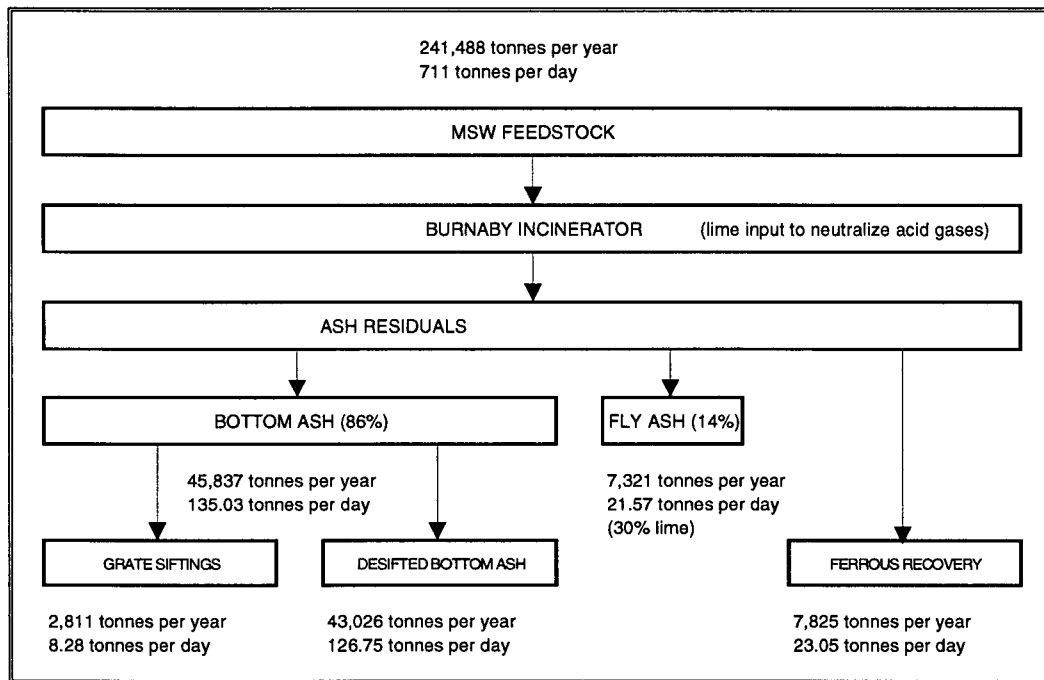 241,488 tonnes per year
711 tonnes per day
MSW FEEDSTOCK
BURNABY INCINERATOR (lime input to neutralize acid gases)
ASH RESIDUALS
BOTTOM ASH (86%)
FLY ASH (14%)
45,837 tonnes per year
135.03 tonnes per day
7,321 tonnes per year
21.57 tonnes per day
(30% lime)
GRATE SIFTINGS
DESIFTED BOTTOM ASH
FERROUS RECOVERY
2,811 tonnes per year
8.28 tonnes per day
43,026 tonnes per year
126.75 tonnes per day
7,825 tonnes per year
23.05 tonnes per day